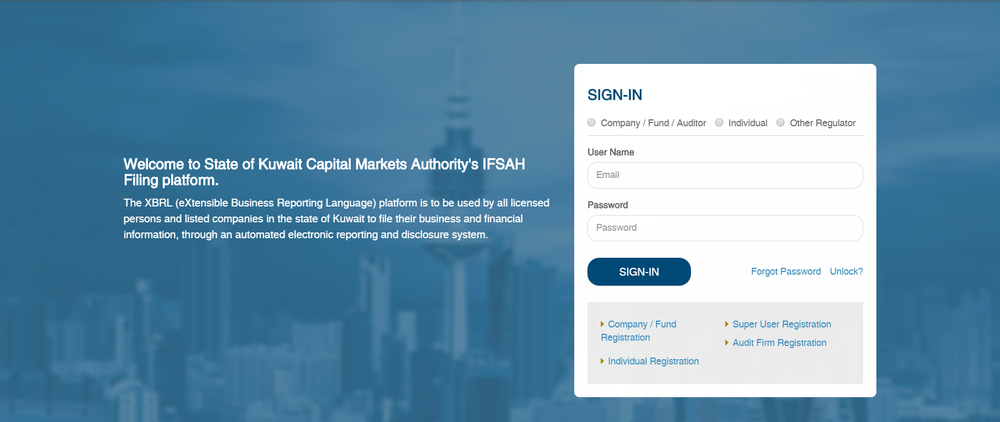 Welcome to State of Kuwait Capital Markets Authority's IFSAH
Filing platform.
The XBRL (eXtensible Business Reporting Language) platform is to be used by all licensed
persons and listed companies in the state of Kuwait to file their business and financial
information, through an automated electronic reporting and disclosure system.
SIGN-IN
Company / Fund / Auditor Individual Other Regulator
User Name
Email
Password
Password
SIGN-IN Forgot Password Unlock?
Company / Fund
Registration
Individual Registration
Super User Registration
Audit Firm Registration